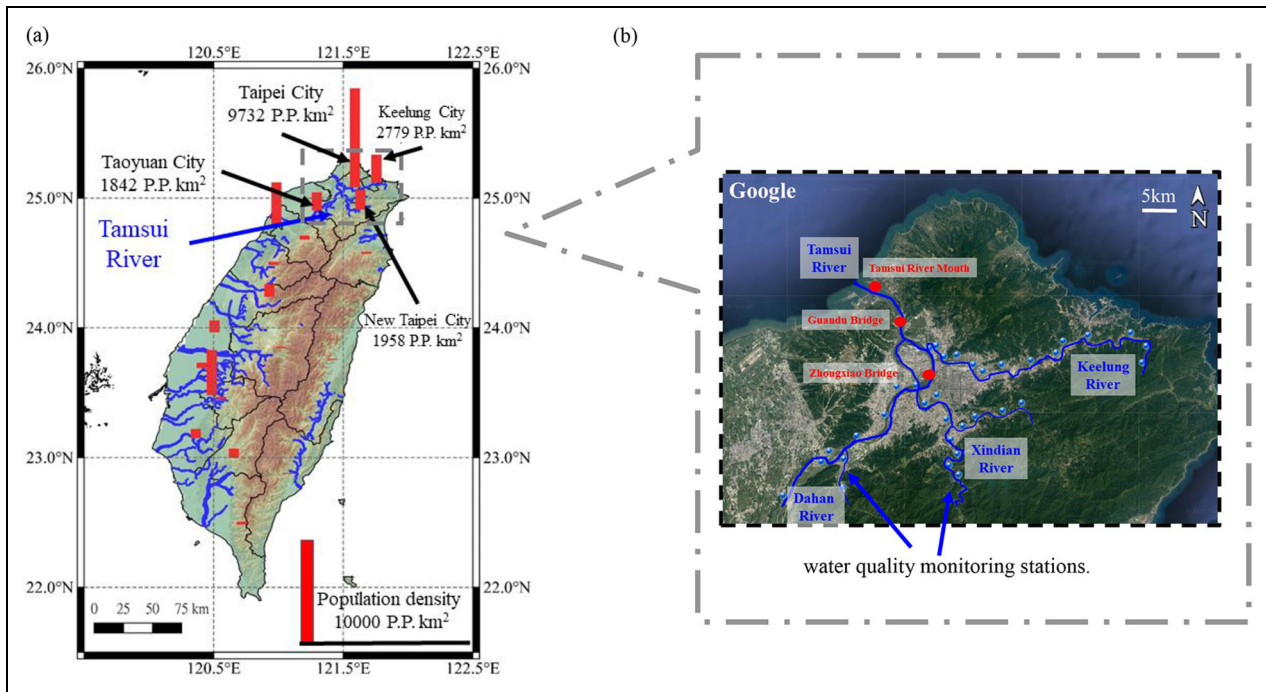 (a)
(b)
120.5°E
121.5°E
122.5°E
26.0°N
26.0°N
Taipei City
9732 P.P. km2
Keelung City
2779 P.P. km2
Taoyuan City
1842 P.P. km2
25.0°N
25.0°N
Tamsui
River
24.0°N
24.0°N
New Taipei City
1958 P.P. km2
23.0°N
23.0°N
22.0°N
22.0°N
0 25 50 75 km
Population density
10000 P.P. km2
120.5°E
121.5°E
122.5°E
Google
5km
N
Tamsui
River
Tamsui River Mouth
Guandu Bridge
Zhongxiao Bridge
Keelung
River
Xindian
River
Dahan
River
water quality monitoring stations.